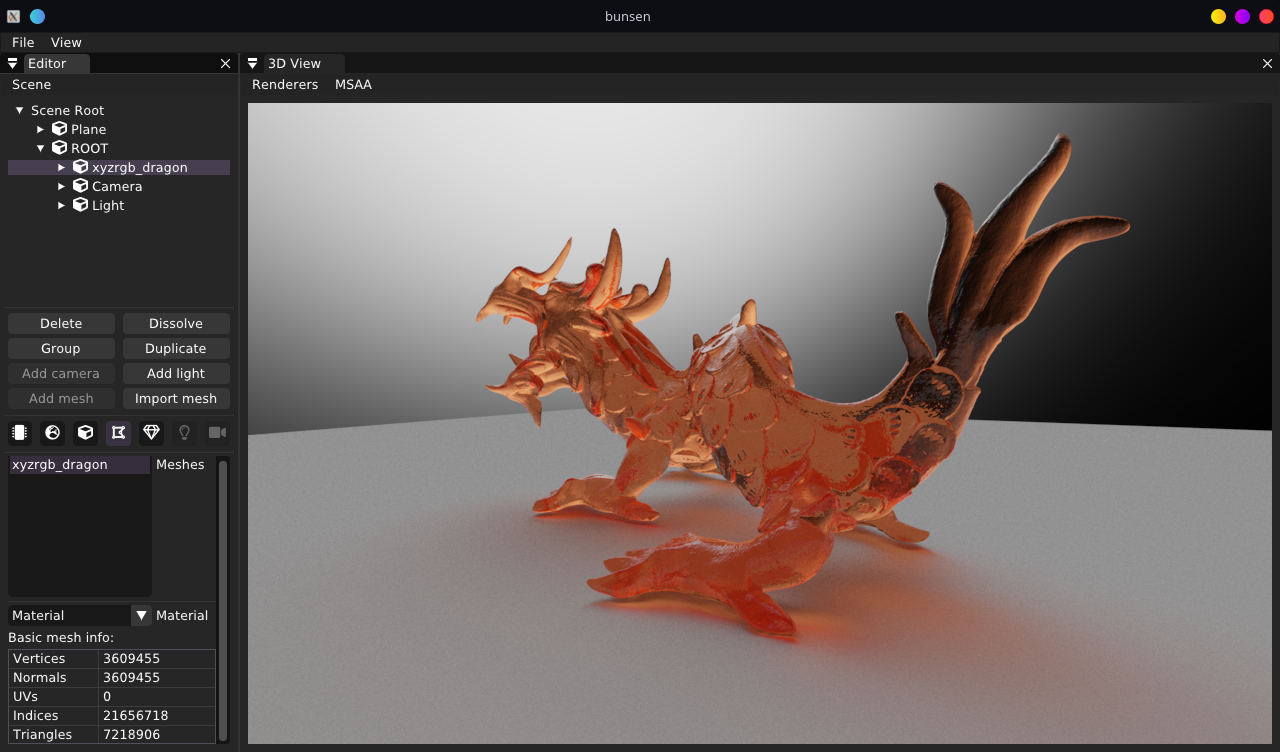 bunsen
File View
Editor
Scene
Scene Root
Plane
ROOT
xyzrgb_dragon
Camera
Light
Delete Dissolve
Group Duplicate
Add camera Add light
Add mesh Import mesh
xyzrgb_dragon Meshes
Material Material
Basic mesh info:
Vertices 3609455
Normals 3609455
UVs 0
Indices 21656718
Triangles 7218906
3D View
Renderers MSAA